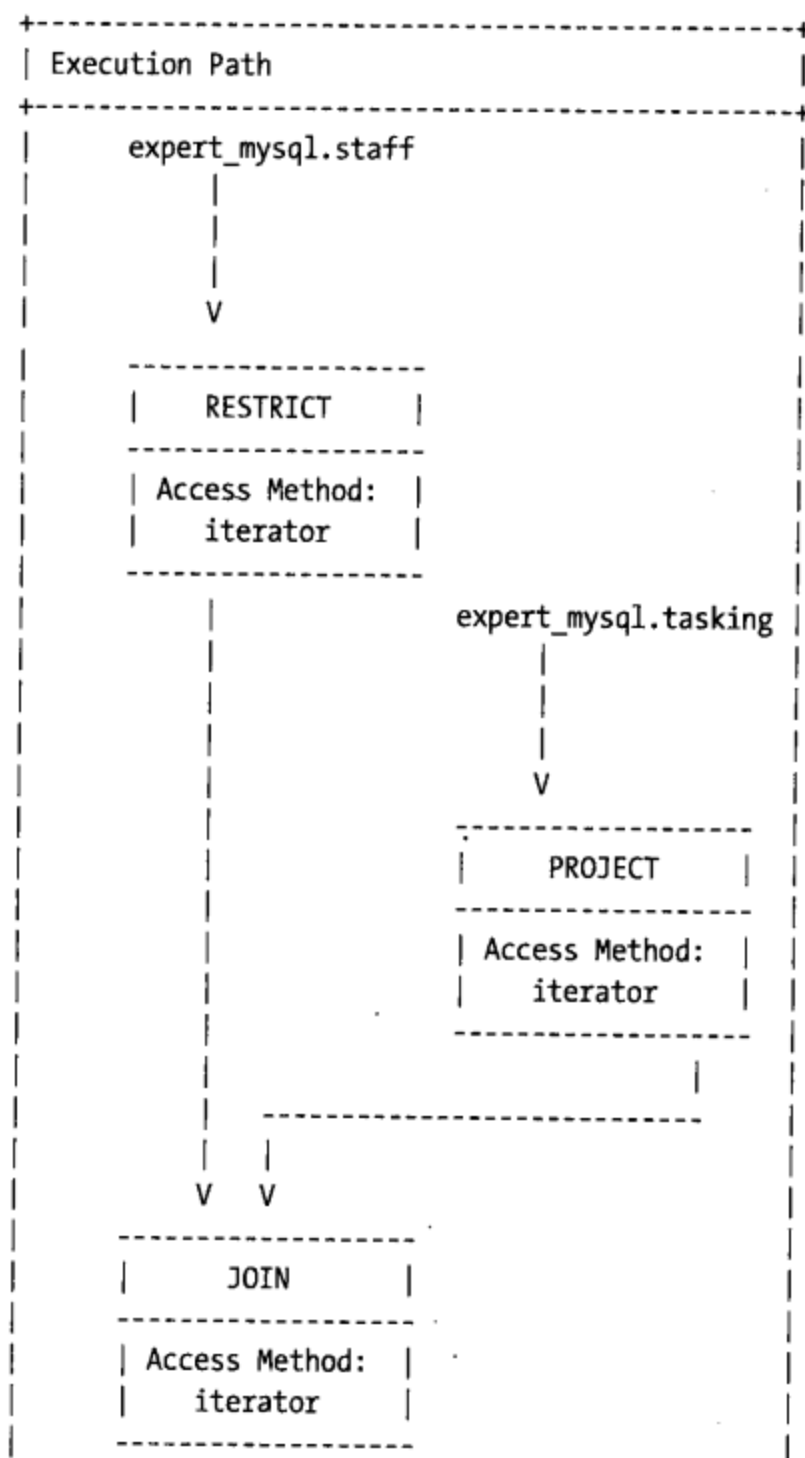 +---------------------------------------------------+
| Execution Path                                    |
+---------------------------------------------------+
|      expert_mysql.staff                           |
|            |                                      |
|            |                                      |
|            |                                      |
|            V                                      |
|      -------------------                          |
|      |    RESTRICT     |                          |
|      -------------------                          |
|      | Access Method:  |                          |
|      |    iterator     |                          |
|      -------------------                          |
|            |               expert_mysql.tasking   |
|            |                     |                |
|            |                     |                |
|            |                     |                |
|            |                     V                |
|            |               -------------------    |
|            |               |     PROJECT     |    |
|            |               -------------------    |
|            |               | Access Method:  |    |
|            |               |    iterator     |    |
|            |               -------------------    |
|            |                               |      |
|            |   -----------------------------      |
|            |   |                                  |
|            V   V                                  |
|      -------------------                          |
|      |      JOIN       |                          |
|      -------------------                          |
|      | Access Method:  |                          |
|      |    iterator     |                          |
|      -------------------                          |